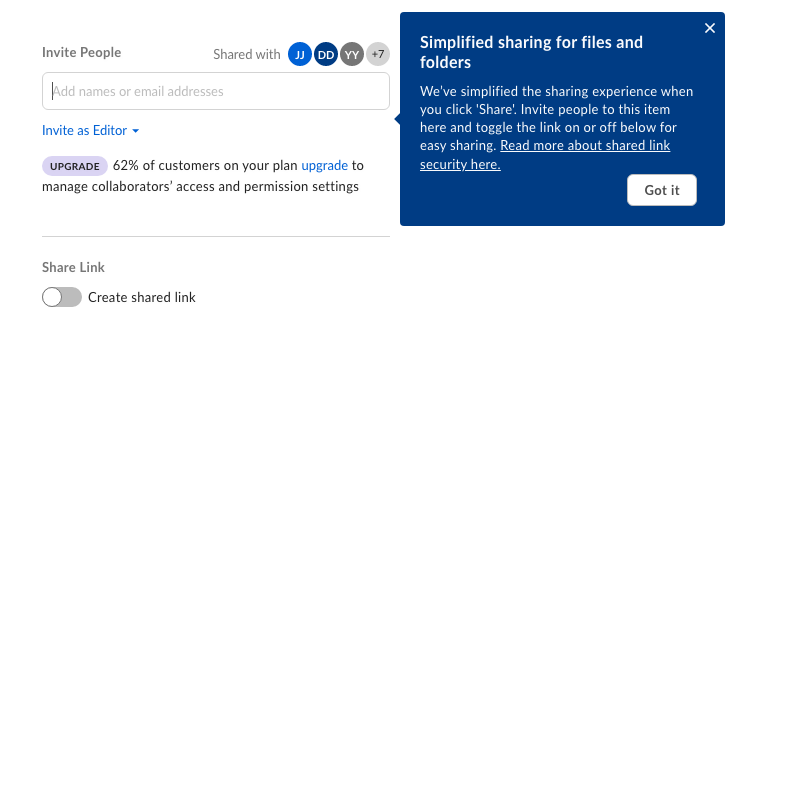 Invite People
Shared with JJ DD YY +7
Add names or email addresses
Invite as Editor
UPGRADE 62% of customers on your plan upgrade to
manage collaborators’ access and permission settings
Share Link
Create shared link
Simplified sharing for files and
folders
We've simplified the sharing experience when
you click 'Share'. Invite people to this item
here and toggle the link on or off below for
easy sharing. Read more about shared link
security here.
Got it